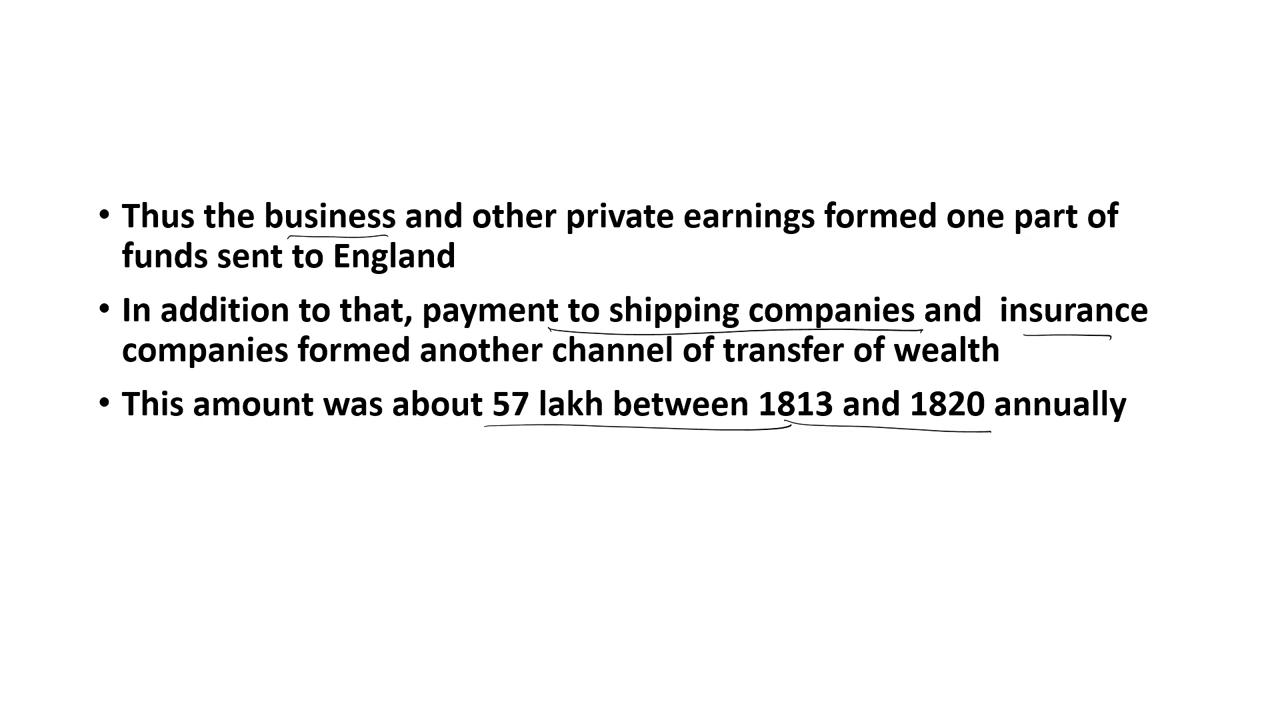 • Thus the business and other private earnings formed one part of
funds sent to England
• In addition to that, payment to shipping companies and  insurance
companies formed another channel of transfer of wealth
• This amount was about 57 lakh between 1813 and 1820 annually